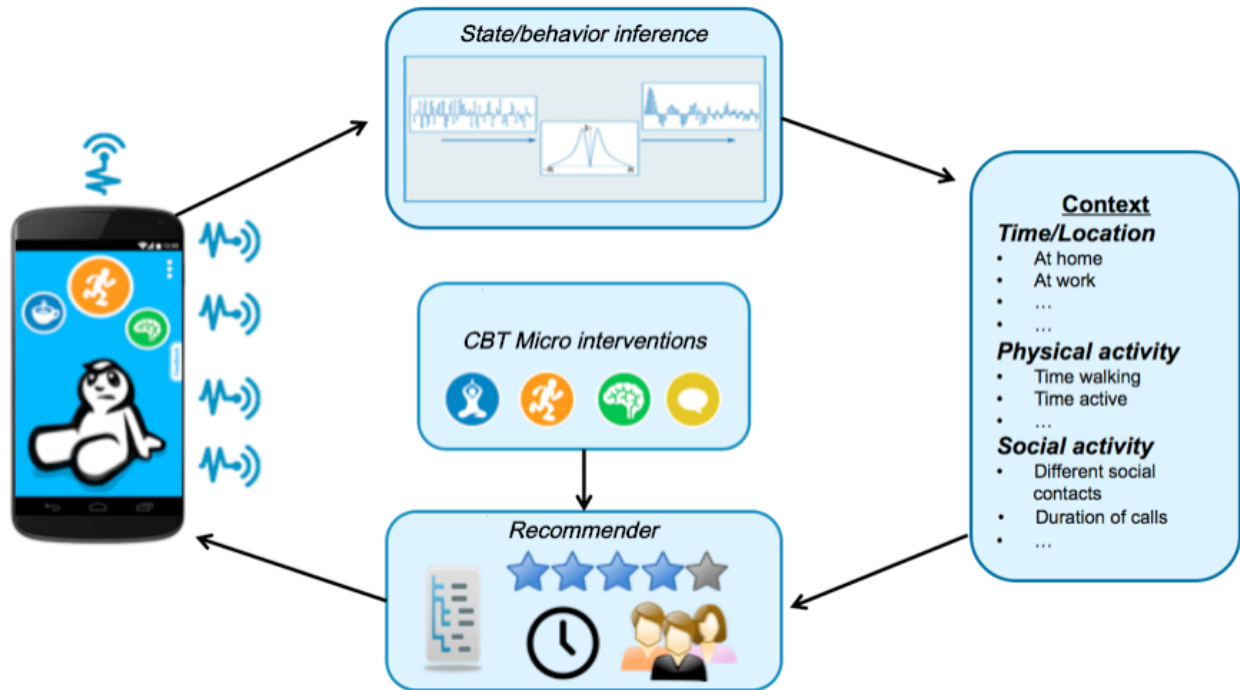 State/behavior inference
Context
Time/Location
• At home
• At work
• …
• …
Physical activity
• Time walking
• Time active
• …
Social activity
• Different social
contacts
• Duration of calls
• …
CBT Micro interventions
Recommender
Feedback